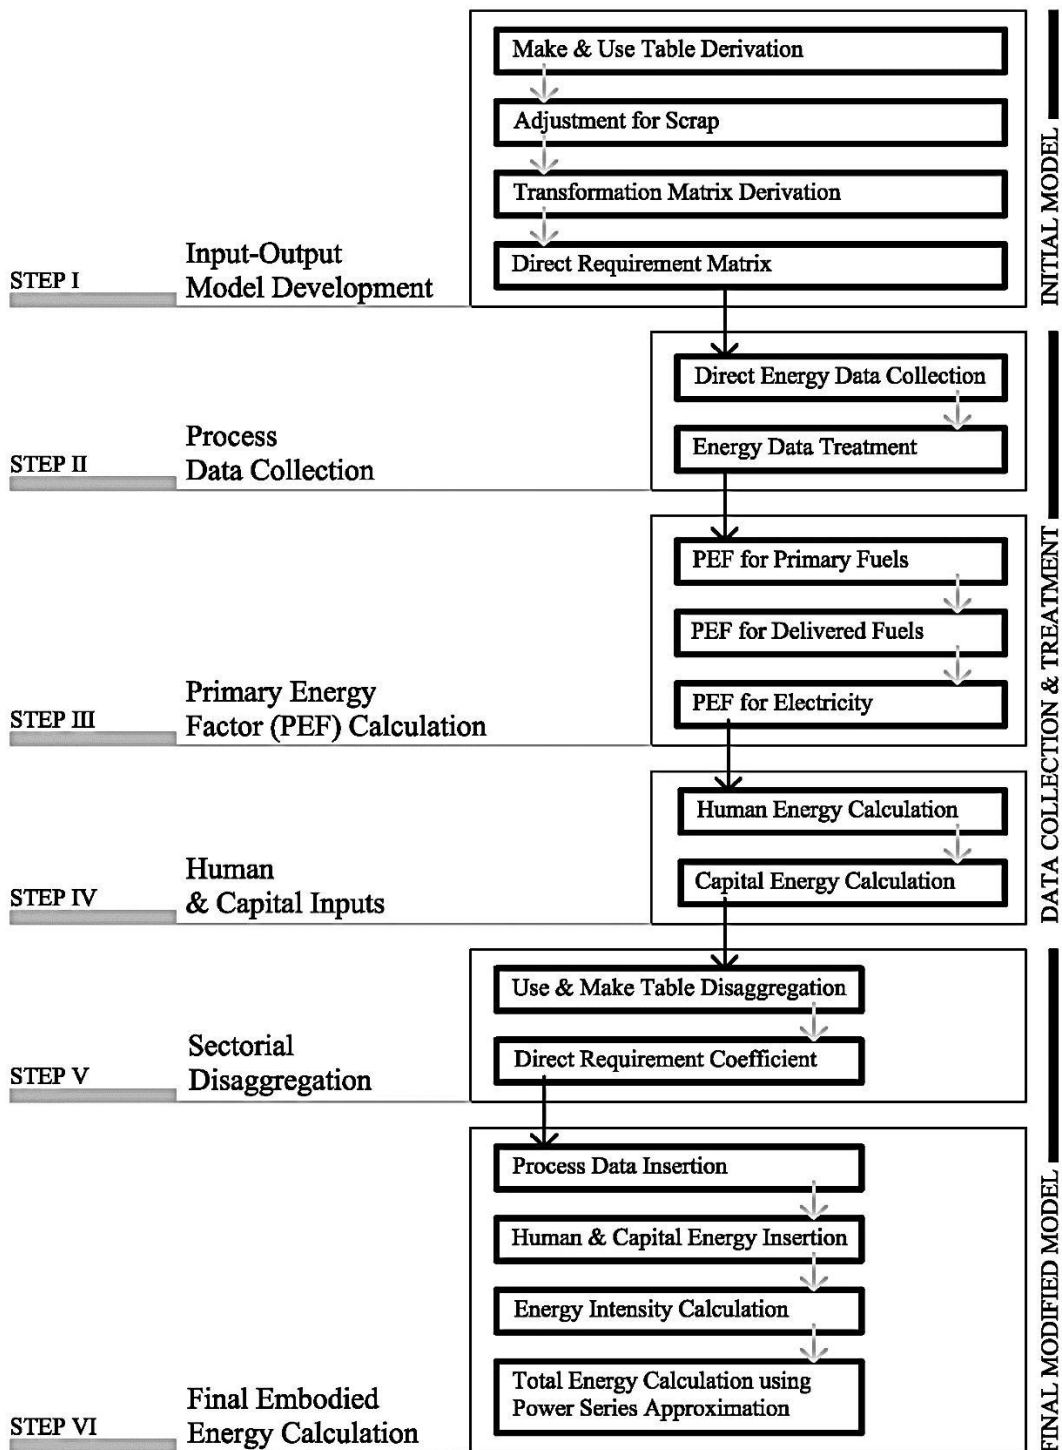 Make & Use Table Derivation
Adjustment for Scrap
Transformation Matrix Derivation
Direct Requirement Matrix
STEP I
Input-Output
Model Development
INITIAL MODEL
Direct Energy Data Collection
Energy Data Treatment
STEP II
Process
Data Collection
PEF for Primary Fuels
PEF for Delivered Fuels
PEF for Electricity
STEP III
Primary Energy
Factor (PEF) Calculation
Human Energy Calculation
Capital Energy Calculation
STEP IV
Human
& Capital Inputs
DATA COLLECTION & TREATMENT
Use & Make Table Disaggregation
Direct Requirement Coefficient
STEP V
Sectorial
Disaggregation
Process Data Insertion
Human & Capital Energy Insertion
Energy Intensity Calculation
Total Energy Calculation using
Power Series Approximation
STEP VI
Final Embodied
Energy Calculation
FINAL MODIFIED MODEL